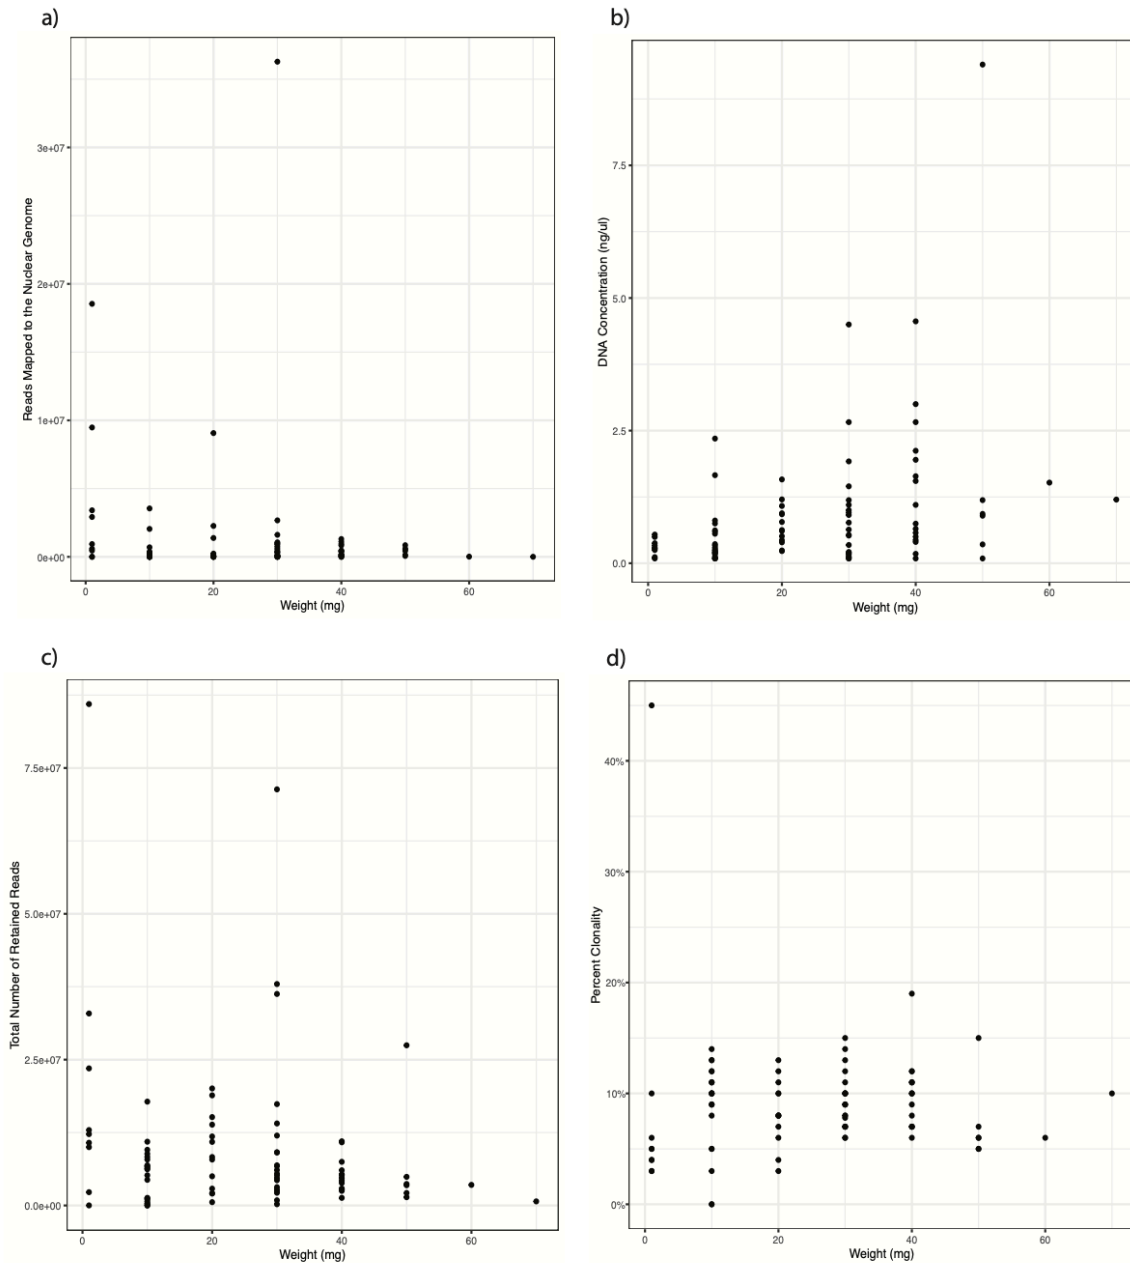 a)
b)
Reads Mapped to the Nuclear Genome
3e+07
2e+07
1e+07
0e+00
0
20
40
60
Weight (mg)
DNA Concentration (ng/ul)
7.5
5.0
2.5
0.0
0
20
40
60
Weight (mg)
c)
d)
Total Number of Retained Reads
7.5e+07
5.0e+07
2.5e+07
0.0e+00
0
20
40
60
Weight (mg)
Percent Clonality
40%
30%
20%
10%
0%
0
20
40
60
Weight (mg)